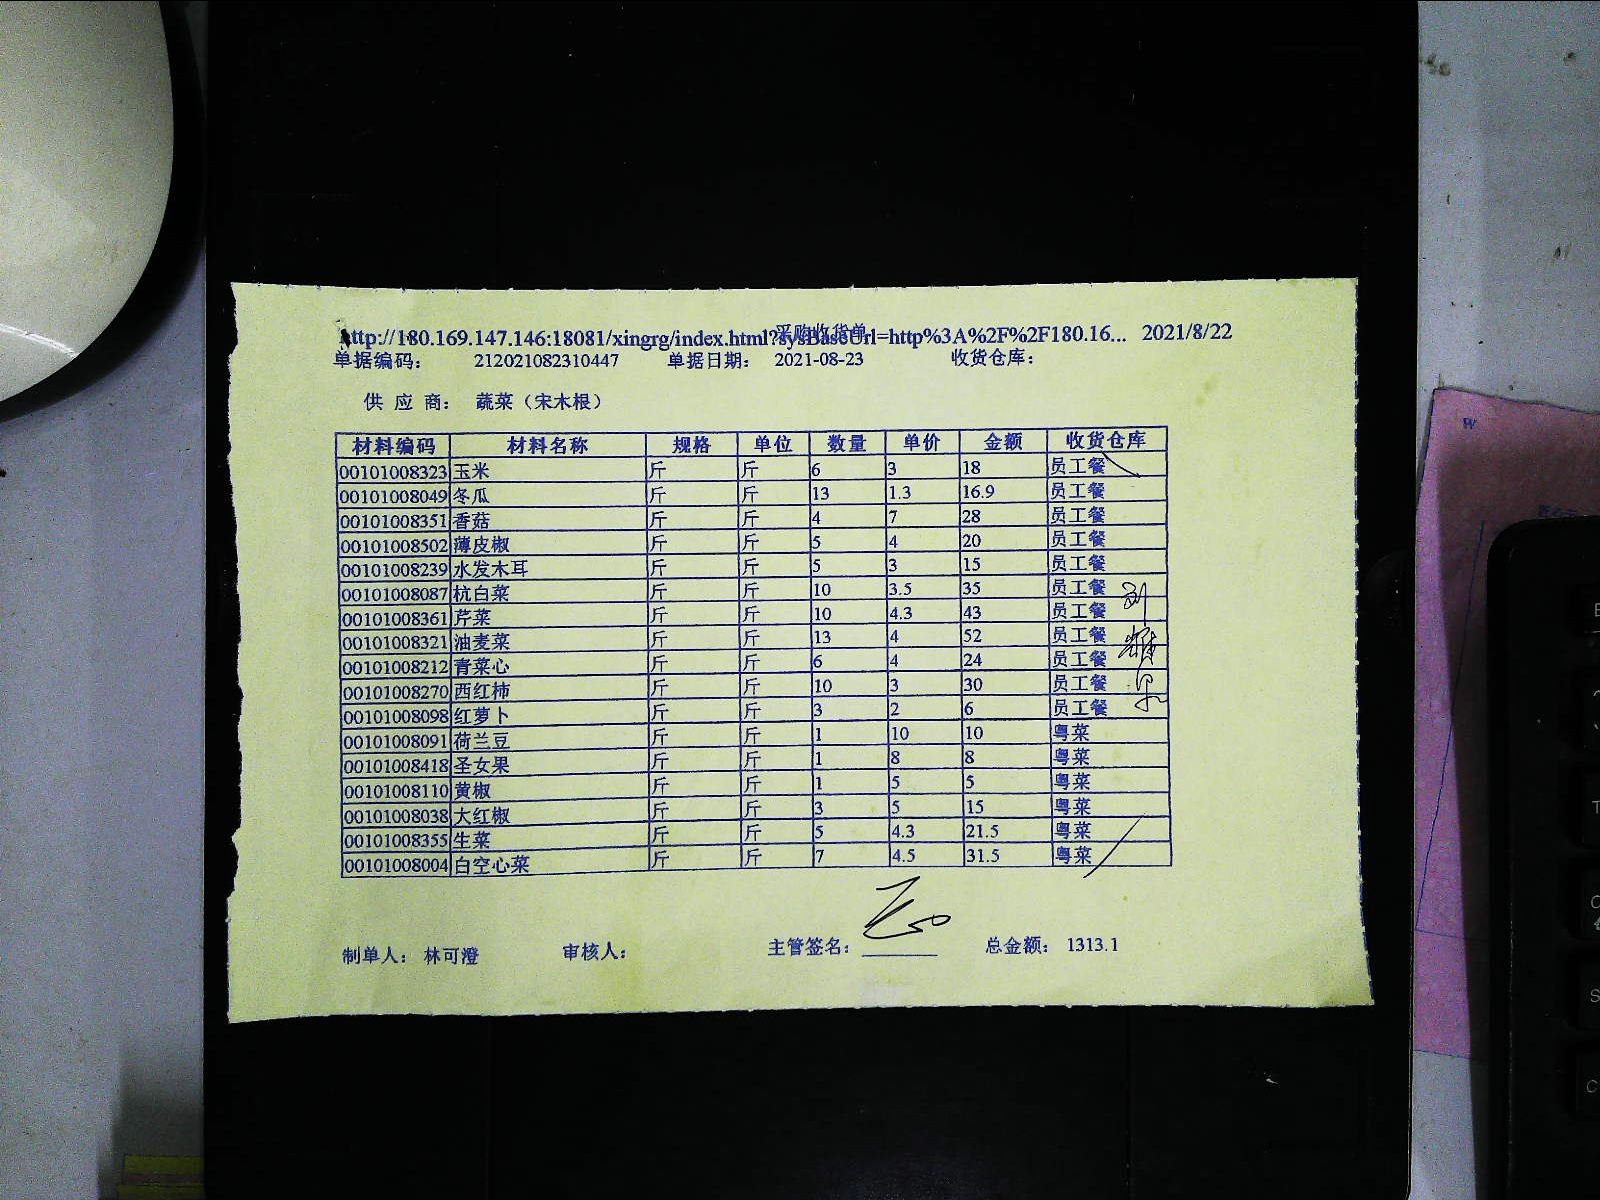 采购收货单
http://180.169.147.146:18081/xingrg/index.html?sysBaseUrl=http%3A%2F%2F180.16... 2021/8/22
单据编码： 212021082310447 单据日期： 2021-08-23 收货仓库：
供 应 商： 蔬菜（宋木根）
材料编码 材料名称 规格 单位 数量 单价 金额 收货仓库
00101008323 玉米 斤 斤 6 3 18 员工餐
00101008049 冬瓜 斤 斤 13 1.3 16.9 员工餐
00101008351 香菇 斤 斤 4 7 28 员工餐
00101008502 薄皮椒 斤 斤 5 4 20 员工餐
00101008239 水发木耳 斤 斤 5 3 15 员工餐
00101008087 杭白菜 斤 斤 10 3.5 35 员工餐
00101008361 芹菜 斤 斤 10 4.3 43 员工餐
00101008321 油麦菜 斤 斤 13 4 52 员工餐
00101008212 青菜心 斤 斤 6 4 24 员工餐
00101008270 西红柿 斤 斤 10 3 30 员工餐
00101008098 红萝卜 斤 斤 3 2 6 员工餐
00101008091 荷兰豆 斤 斤 1 10 10 粤菜
00101008418 圣女果 斤 斤 1 8 8 粤菜
00101008110 黄椒 斤 斤 1 5 5 粤菜
00101008038 大红椒 斤 斤 3 5 15 粤菜
00101008355 生菜 斤 斤 5 4.3 21.5 粤菜
00101008004 白空心菜 斤 斤 7 4.5 31.5 粤菜
制单人： 林可澄 审核人： 主管签名： 总金额： 1313.1